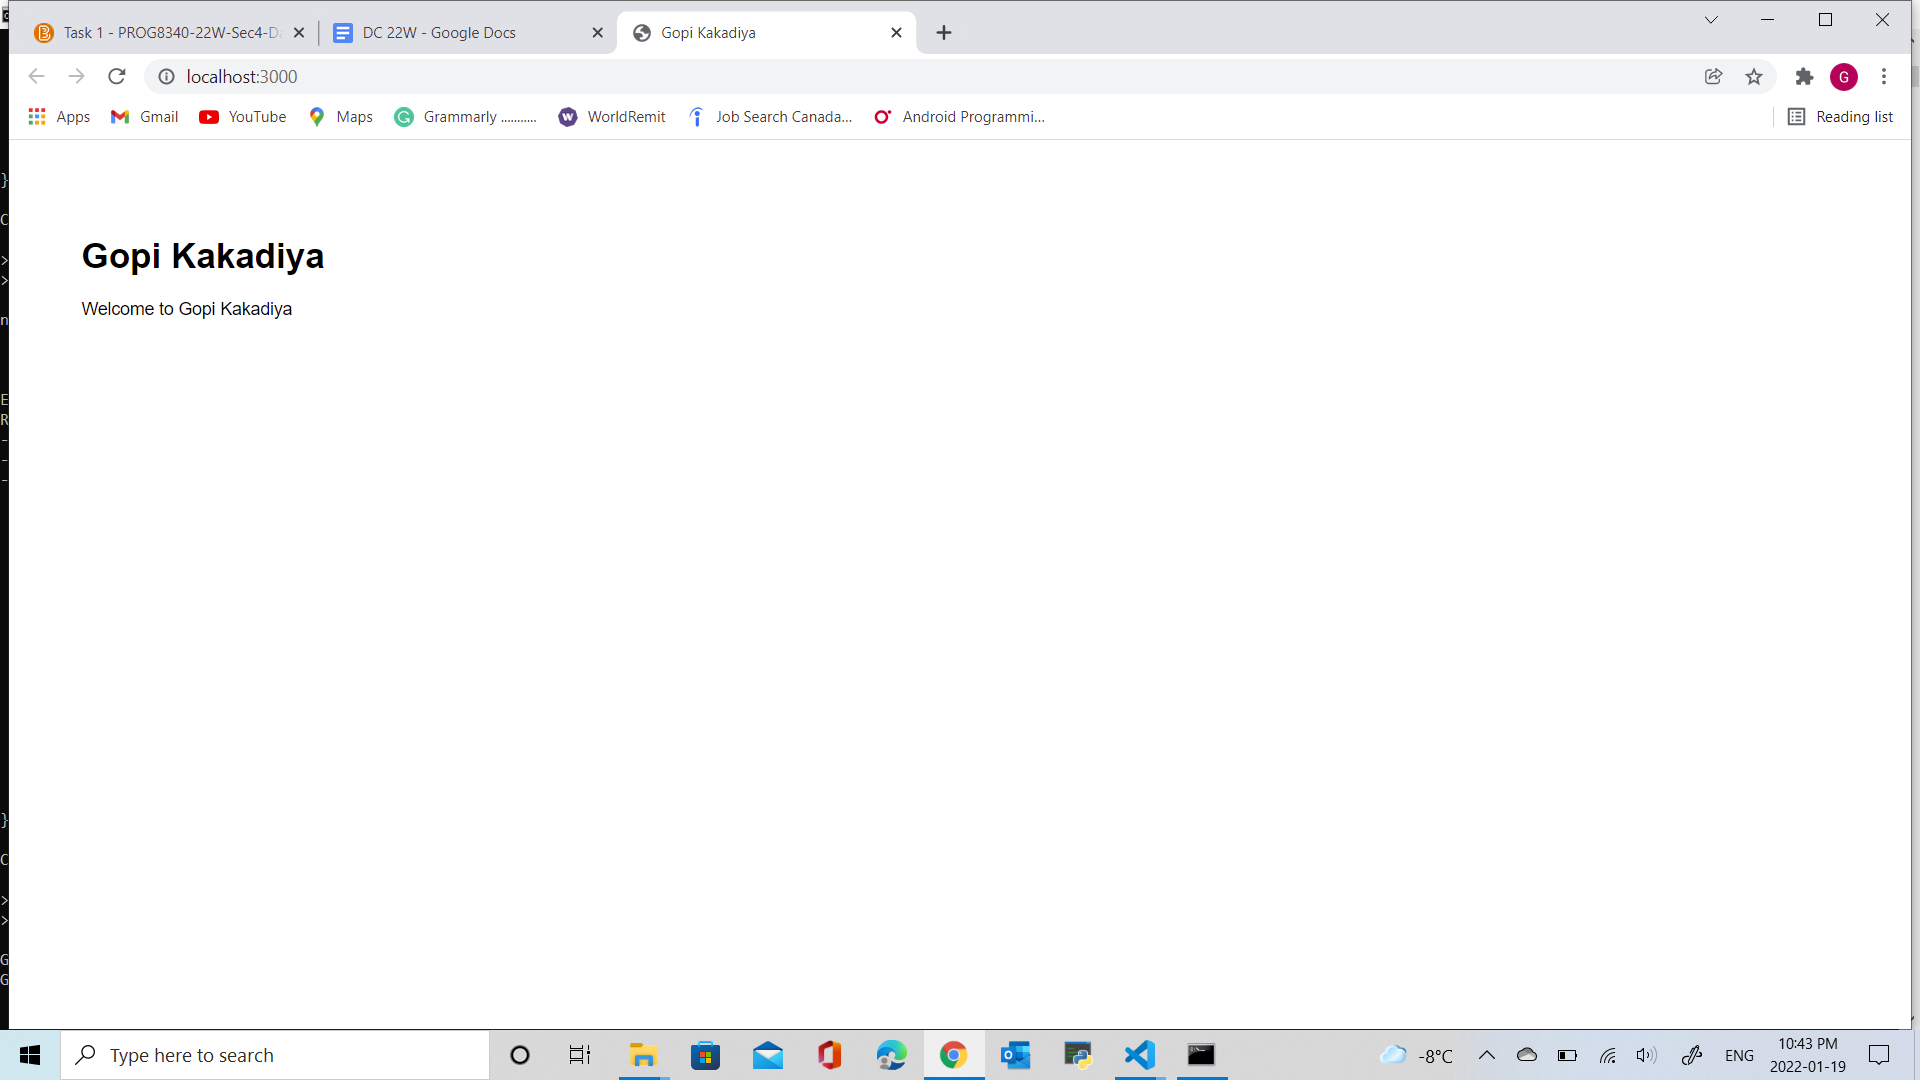 Task 1 - PROG8340-22W-Sec4-Da
DC 22W - Google Docs
Gopi Kakadiya
localhost:3000
G
Apps
Gmail
YouTube
Maps
Grammarly ...........
WorldRemit
Job Search Canada...
Android Programmi...
Reading list
Gopi Kakadiya
Welcome to Gopi Kakadiya
}
C
>
>
n
E
R
-
-
-
}
C
>
>
G
G
Type here to search
-8°C
ENG
10:43 PM
2022-01-19